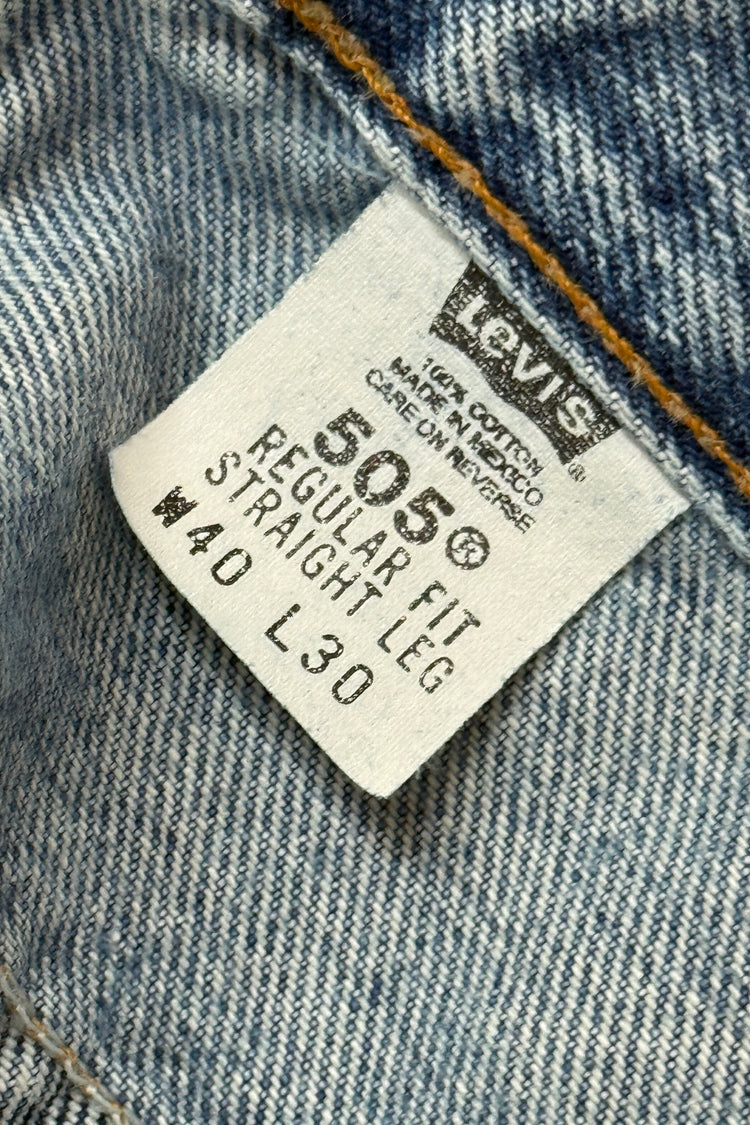 Levi's®
100% COTTON
MADE IN MEXICO
CARE ON REVERSE
505®
REGULAR FIT
STRAIGHT LEG
W40 L30